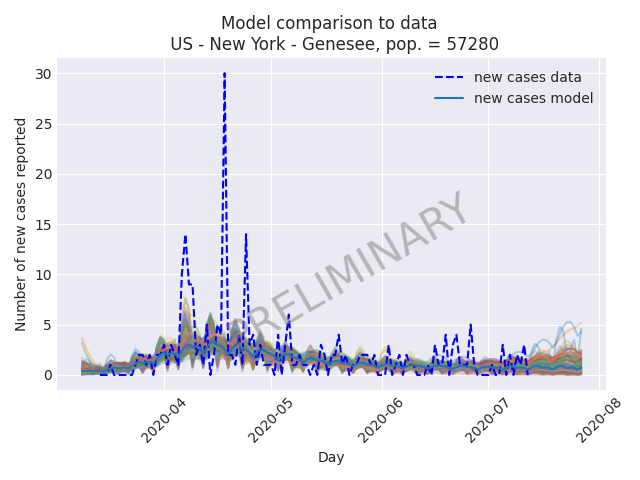 Model comparison to data
US - New York - Genesee, pop. = 57280
new cases data
new cases model
Number of new cases reported
30
25
20
15
10
5
0
PRELIMINARY
2020-04
2020-05
2020-06
2020-07
2020-08
Day